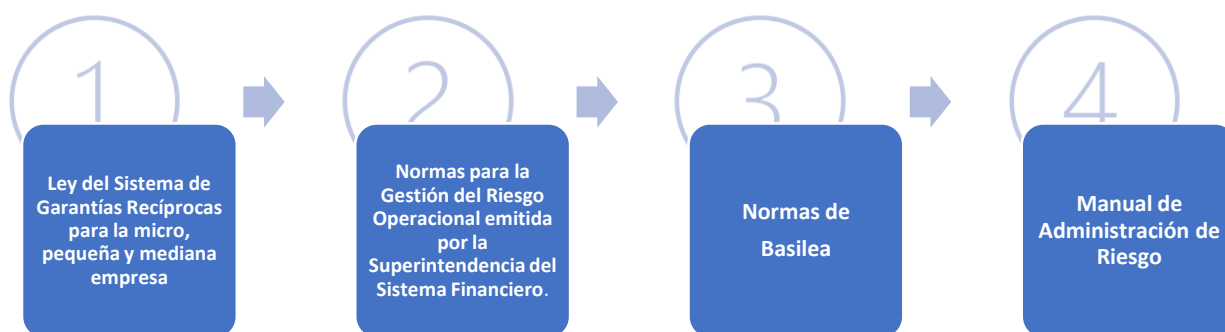 1
Ley del Sistema de
Garantías Recíprocas
para la micro,
pequeña y mediana
empresa
2
Normas para la
Gestión del Riesgo
Operacional emitida
por la
Superintendencia del
Sistema Financiero.
3
Normas de
Basilea
4
Manual de
Administración de
Riesgo